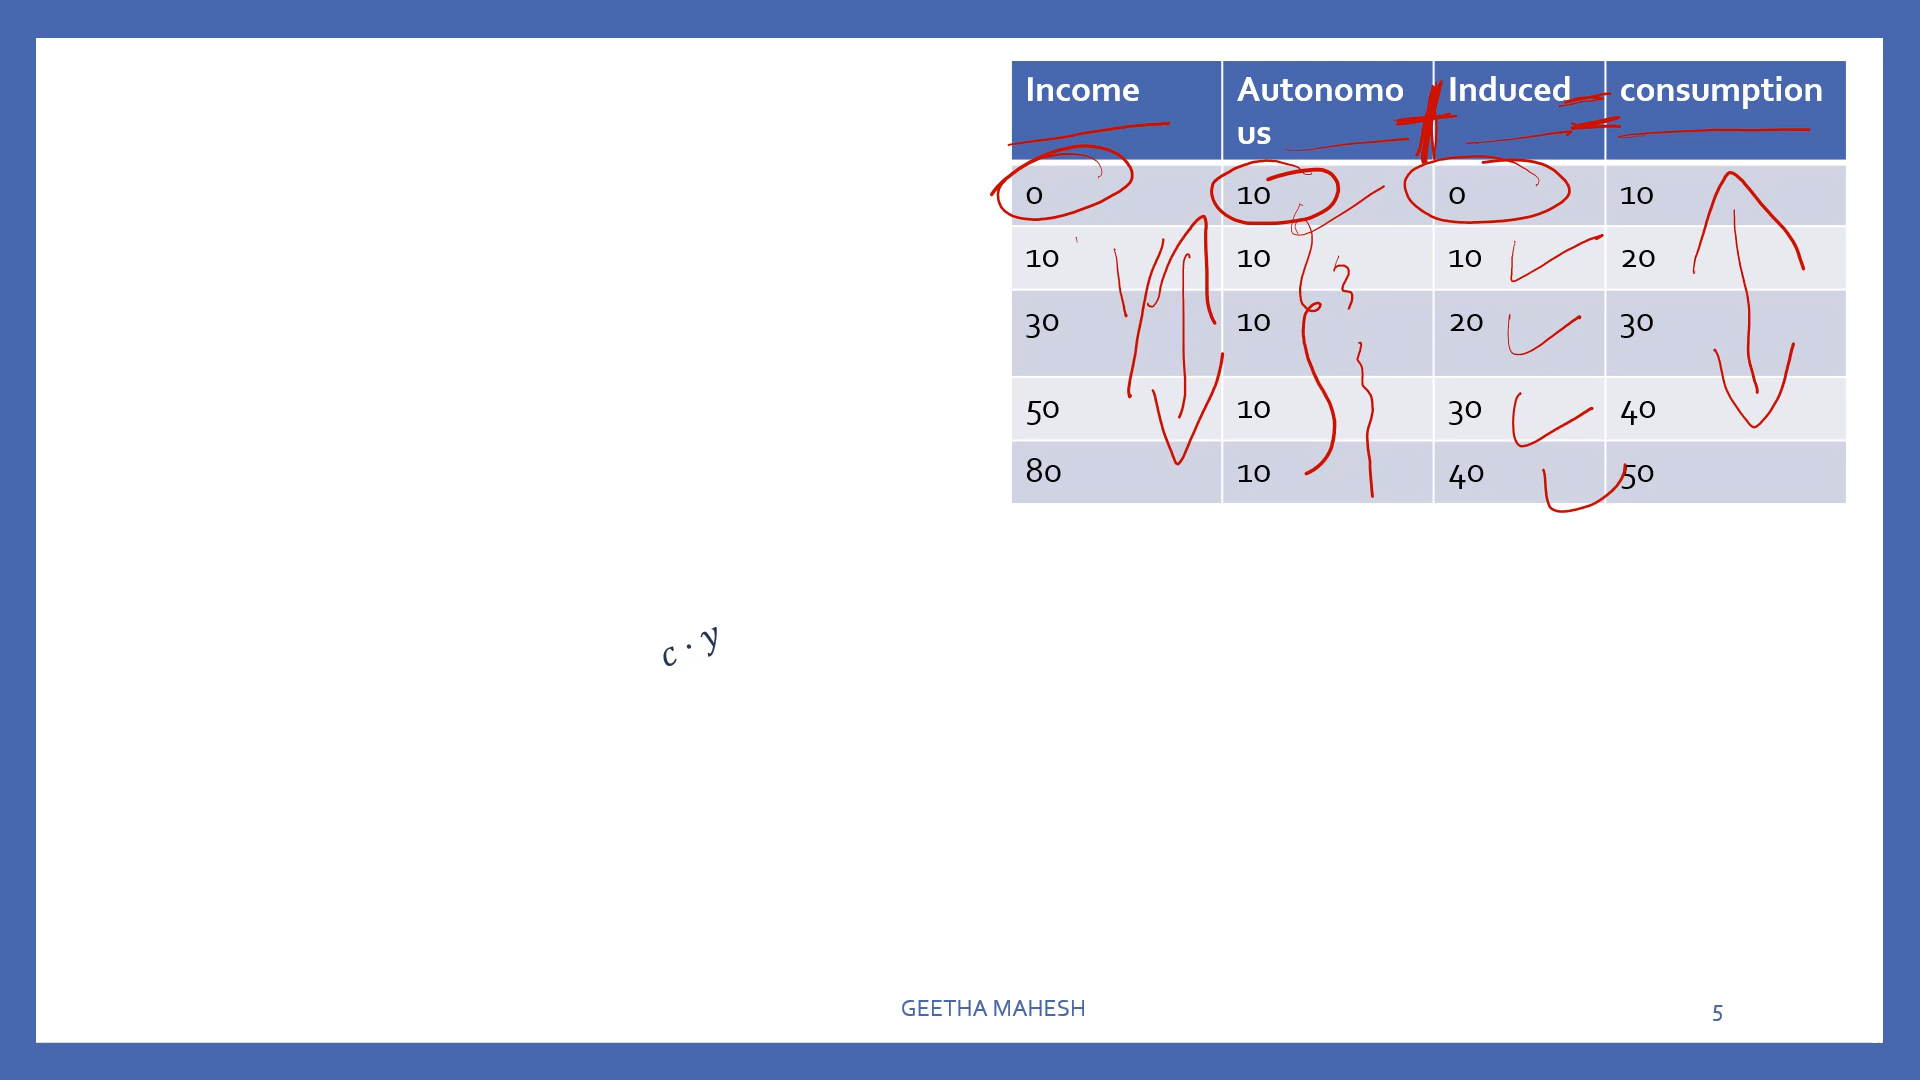 Income Autonomo Induced consumption
us
0 10 0 10
10 10 10 20
30 10 20 30
50 10 30 40
80 10 40 50
c · y
GEETHA MAHESH
5